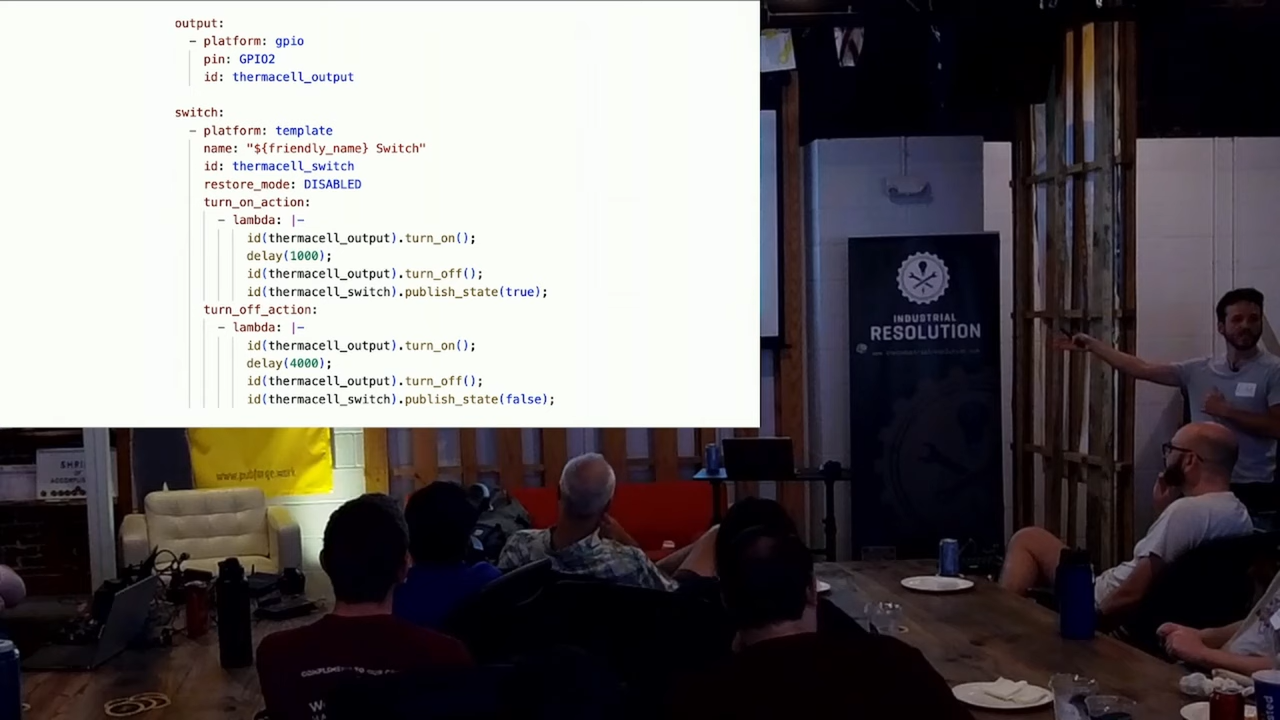 output:
- platform: gpio
pin: GPIO2
id: thermacell_output
switch:
- platform: template
name: "${friendly_name} Switch"
id: thermacell_switch
restore_mode: DISABLED
turn_on_action:
- lambda: |-
id(thermacell_output).turn_on();
delay(1000);
id(thermacell_output).turn_off();
id(thermacell_switch).publish_state(true);
turn_off_action:
- lambda: |-
id(thermacell_output).turn_on();
delay(4000);
id(thermacell_output).turn_off();
id(thermacell_switch).publish_state(false);
INDUSTRIAL
RESOLUTION
www.pubforge.work
SHRI
OF